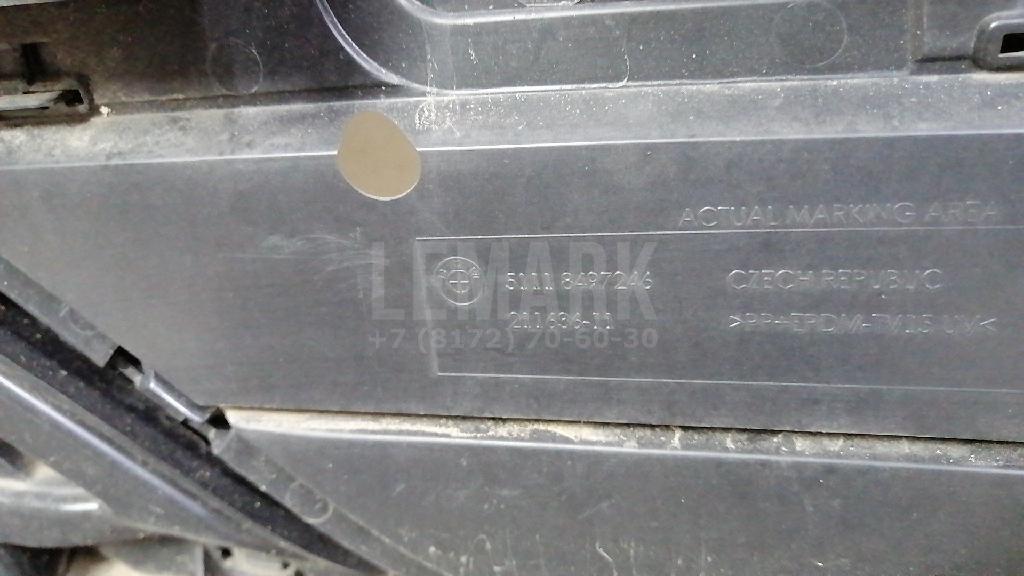 ACTUAL MARKING AREA
5111 8497246
CZECH REPUBLIC
211636-11
>PP+EPDM-TV15 UV<
LEMARK
+7 (8172) 70-60-30